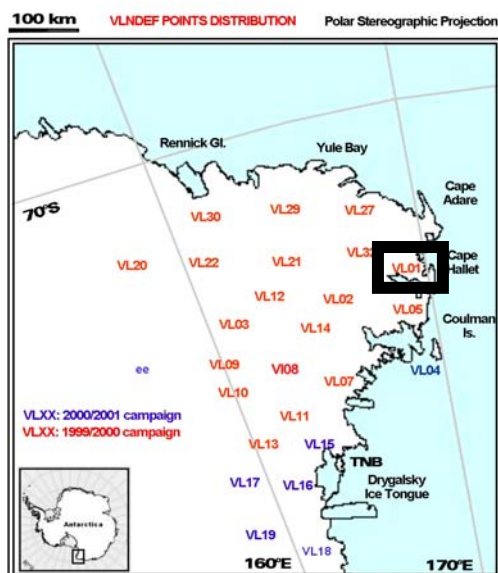 100 km VLNDEF POINTS DISTRIBUTION Polar Stereographic Projection
Rennick Gl.
Yule Bay
Cape
Adare
70°S
VL30
VL29
VL27
VL20
VL22
VL21
VL32
VL01
Cape
Hallet
VL12
VL02
VL05
VL03
VL14
Coulman
Is.
ee
VL09
Vl08
VL07
VL04
VL10
VLXX: 2000/2001 campaign
VL11
VLXX: 1999/2000 campaign
VL13
VL15
TNB
VL17
VL16
Drygalsky
Ice Tongue
Antarctica
VL19
VL18
160°E
170°E